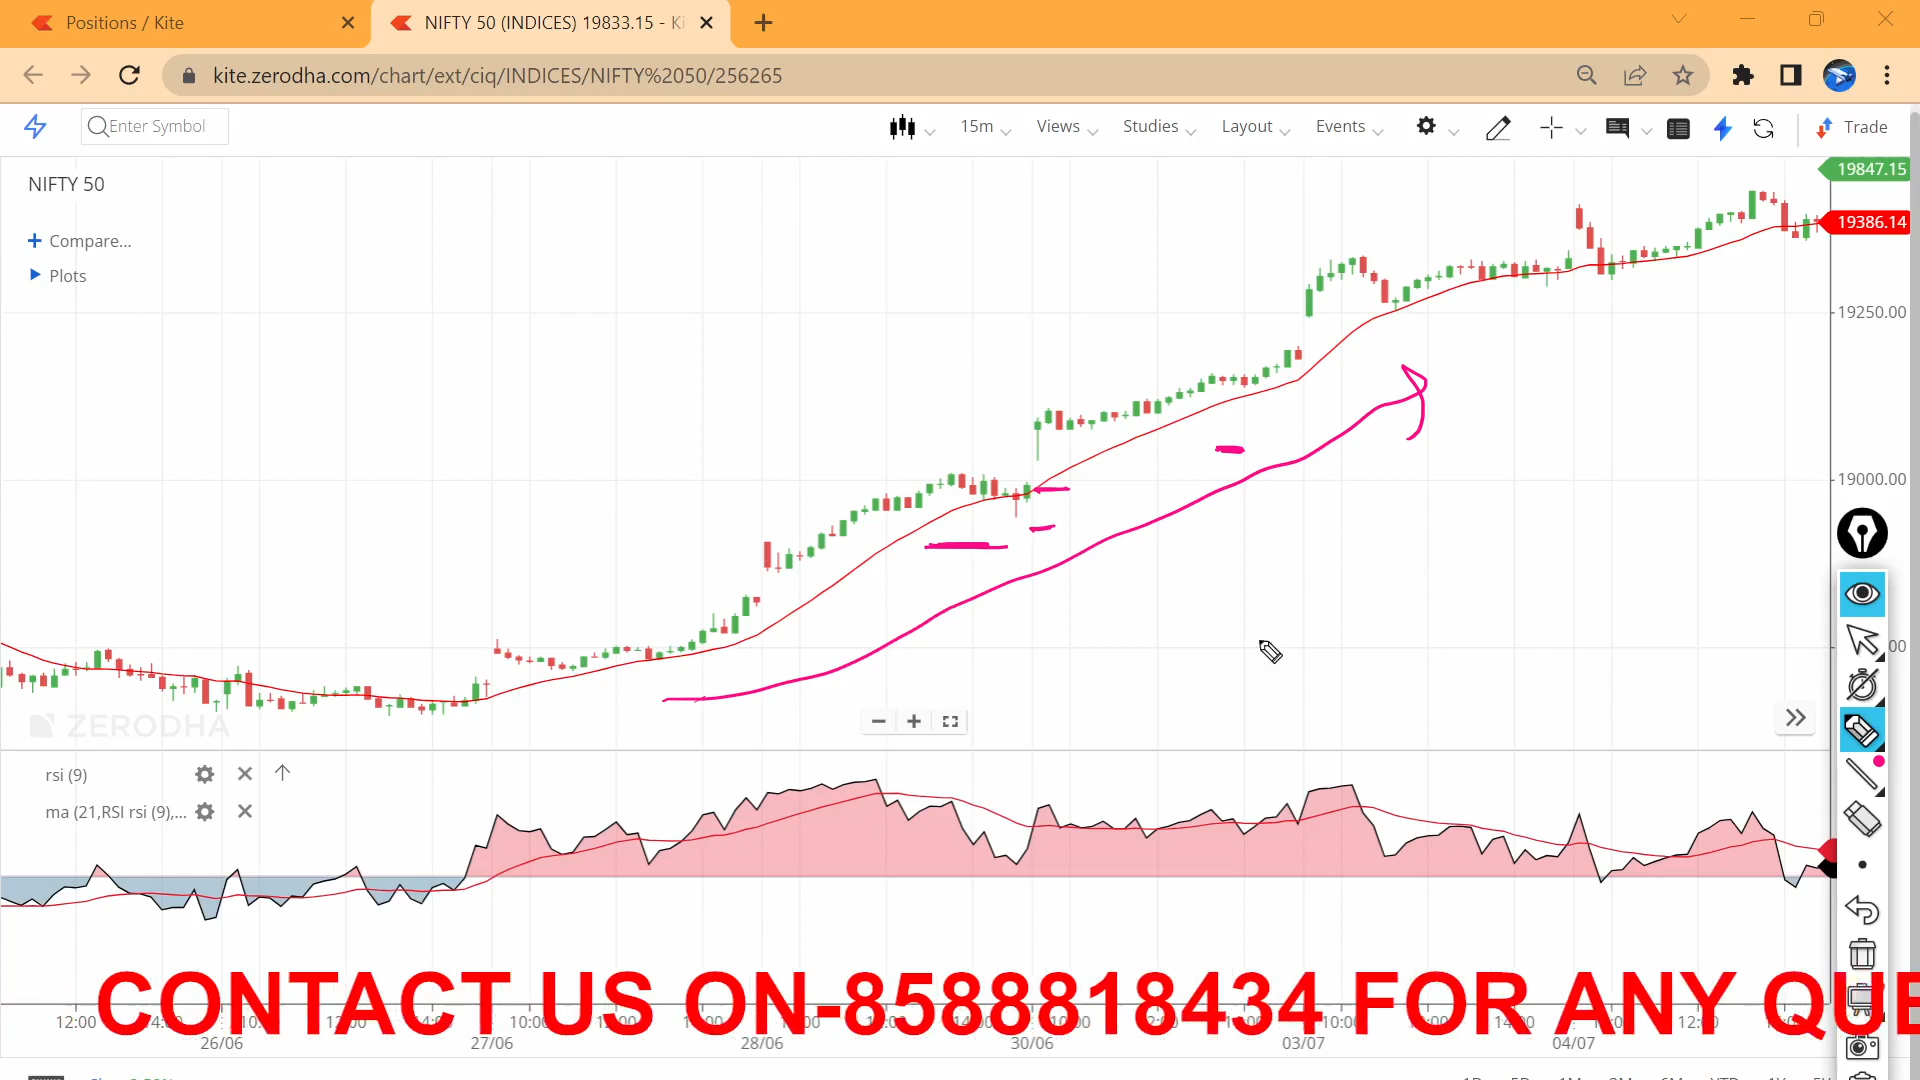 Positions / Kite
NIFTY 50 (INDICES) 19833.15 - Ki
kite.zerodha.com/chart/ext/ciq/INDICES/NIFTY%2050/256265
Enter Symbol
15m Views Studies Layout Events Trade
NIFTY 50
19847.15
19386.14
+ Compare...
Plots
19250.00
19000.00
ZERODHA
rsi (9)
ma (21,RSI rsi (9),...
CONTACT US ON-8588818434 FOR ANY QUE
12:00
26/06 27/06 28/06 30/06 03/07 04/07